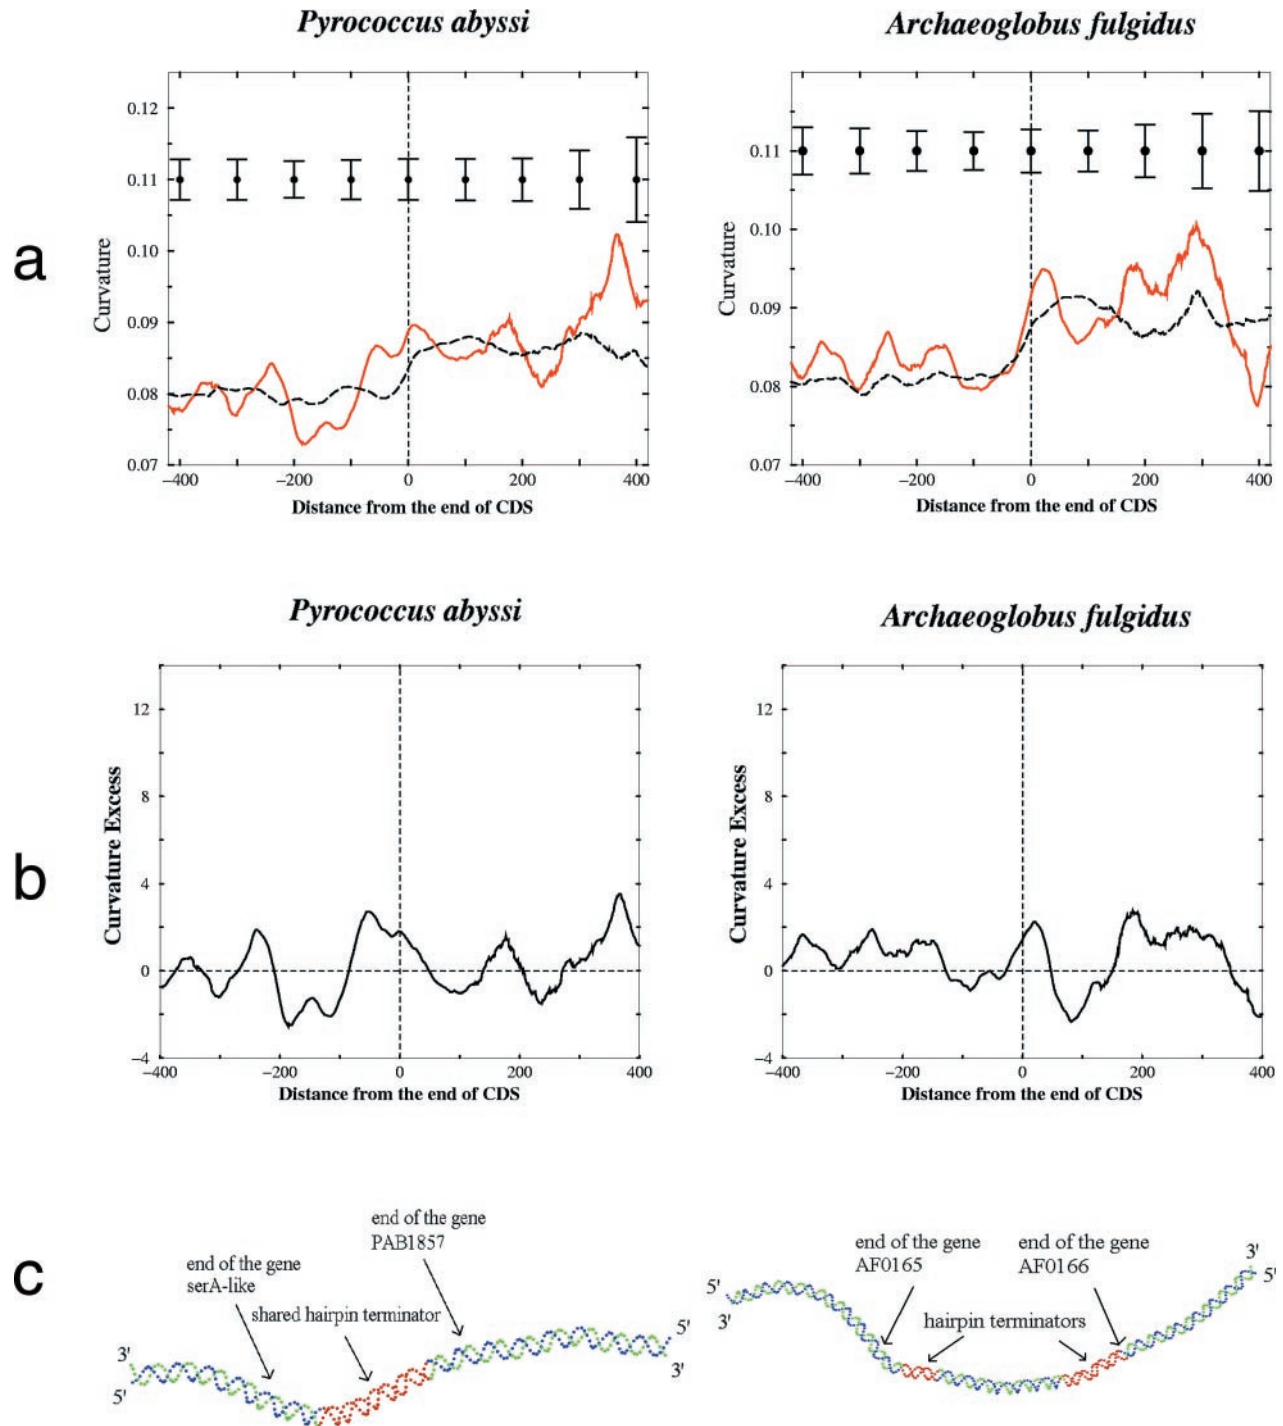 Pyrococcus abyssi
Archaeoglobus fulgidus
a
0.12
0.11
0.10
0.09
0.08
0.07
Curvature
−400
−200
0
200
400
Distance from the end of CDS
0.11
0.10
0.09
0.08
0.07
Curvature
−400
−200
0
200
400
Distance from the end of CDS
Pyrococcus abyssi
Archaeoglobus fulgidus
b
12
8
4
0
−4
Curvature Excess
−400
−200
0
200
400
Distance from the end of CDS
12
8
4
0
−4
Curvature Excess
−400
−200
0
200
400
Distance from the end of CDS
c
end of the gene
PAB1857
end of the gene
serA-like
shared hairpin terminator
3'
5'
5'
3'
end of the gene
AF0165
end of the gene
AF0166
hairpin terminators
5'
3'
3'
5'